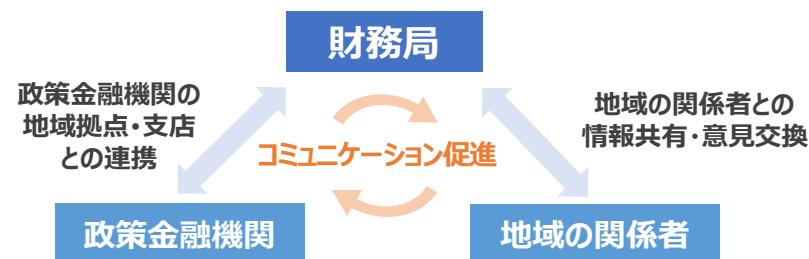 財務局
政策金融機関の
地域拠点・支店
との連携
地域の関係者との
情報共有・意見交換
コミュニケーション促進
政策金融機関
地域の関係者